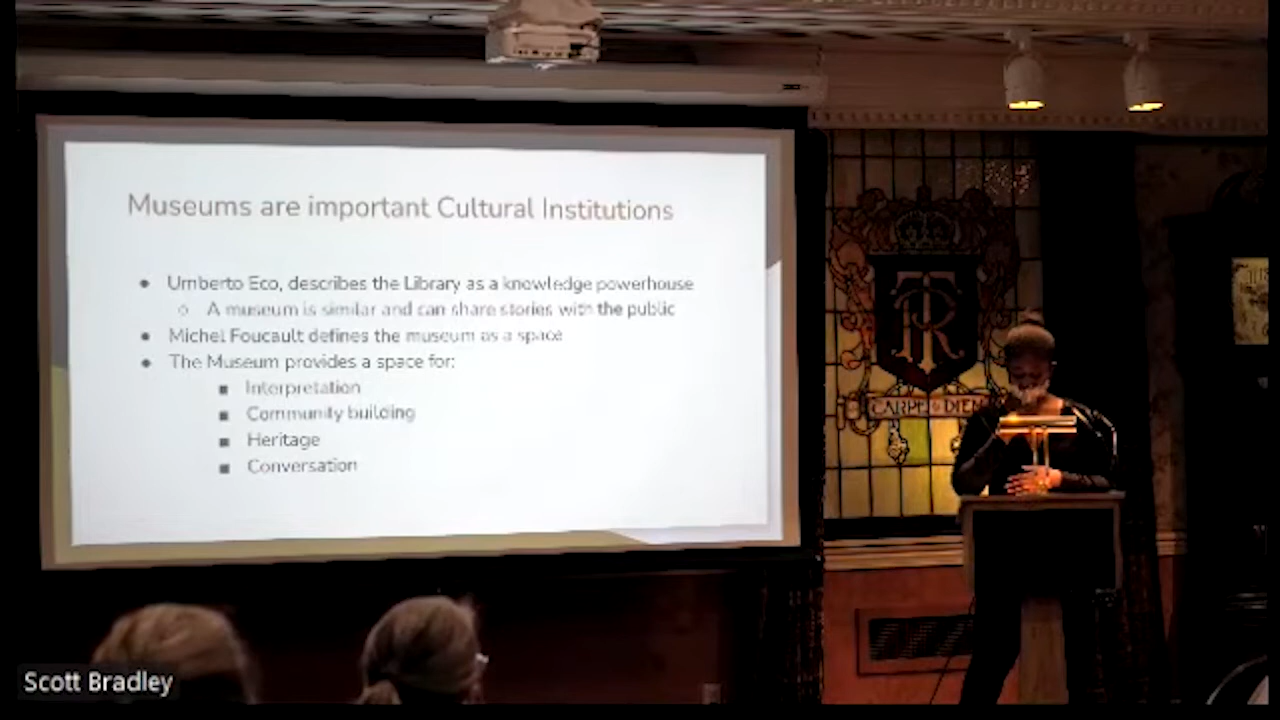 Museums are important Cultural Institutions
● Umberto Eco, describes the Library as a knowledge powerhouse
○ A museum is similar and can share stories with the public
● Michel Foucault defines the museum as a space
● The Museum provides a space for:
■ Interpretation
■ Community building
■ Heritage
■ Conversation
TR
CARPE DIEM
Scott Bradley